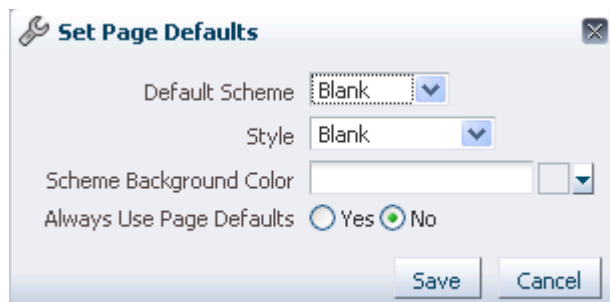 Set Page Defaults
Default Scheme Blank
Style Blank
Scheme Background Color
Always Use Page Defaults Yes No
Save Cancel